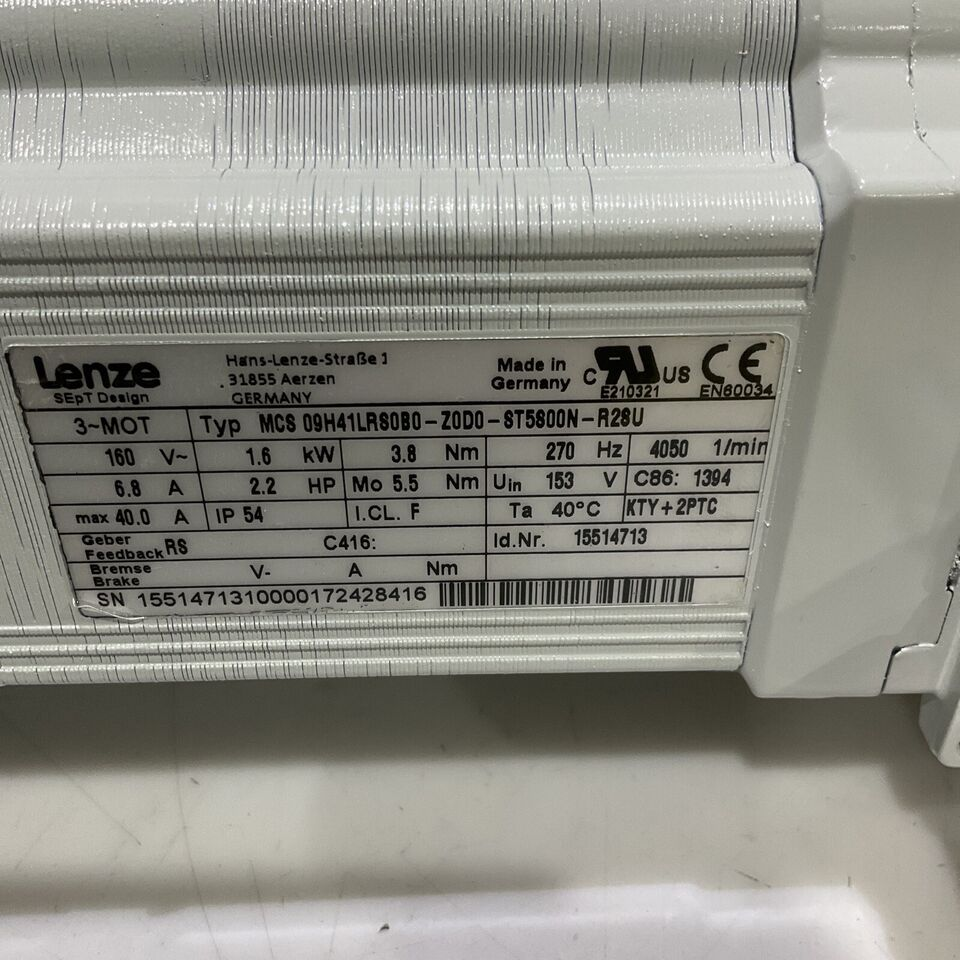 Lenze
SEpT Design
Hans-Lenze-Straße 1
31855 Aerzen
GERMANY
Made in
Germany
C RU US
E210321
CE
EN60034
3~MOT Typ MCS 09H41LRS0B0-Z0D0-ST5S00N-R2SU
160 V~ 1.6 kW 3.8 Nm 270 Hz 4050 1/min
6.8 A 2.2 HP Mo 5.5 Nm Uin 153 V C86: 1394
max 40.0 A IP 54 I.CL. F Ta 40°C KTY+2PTC
Geber
Feedback RS C416: Id.Nr. 15514713
Bremse
Brake V- A Nm
SN 1551471310000172428416